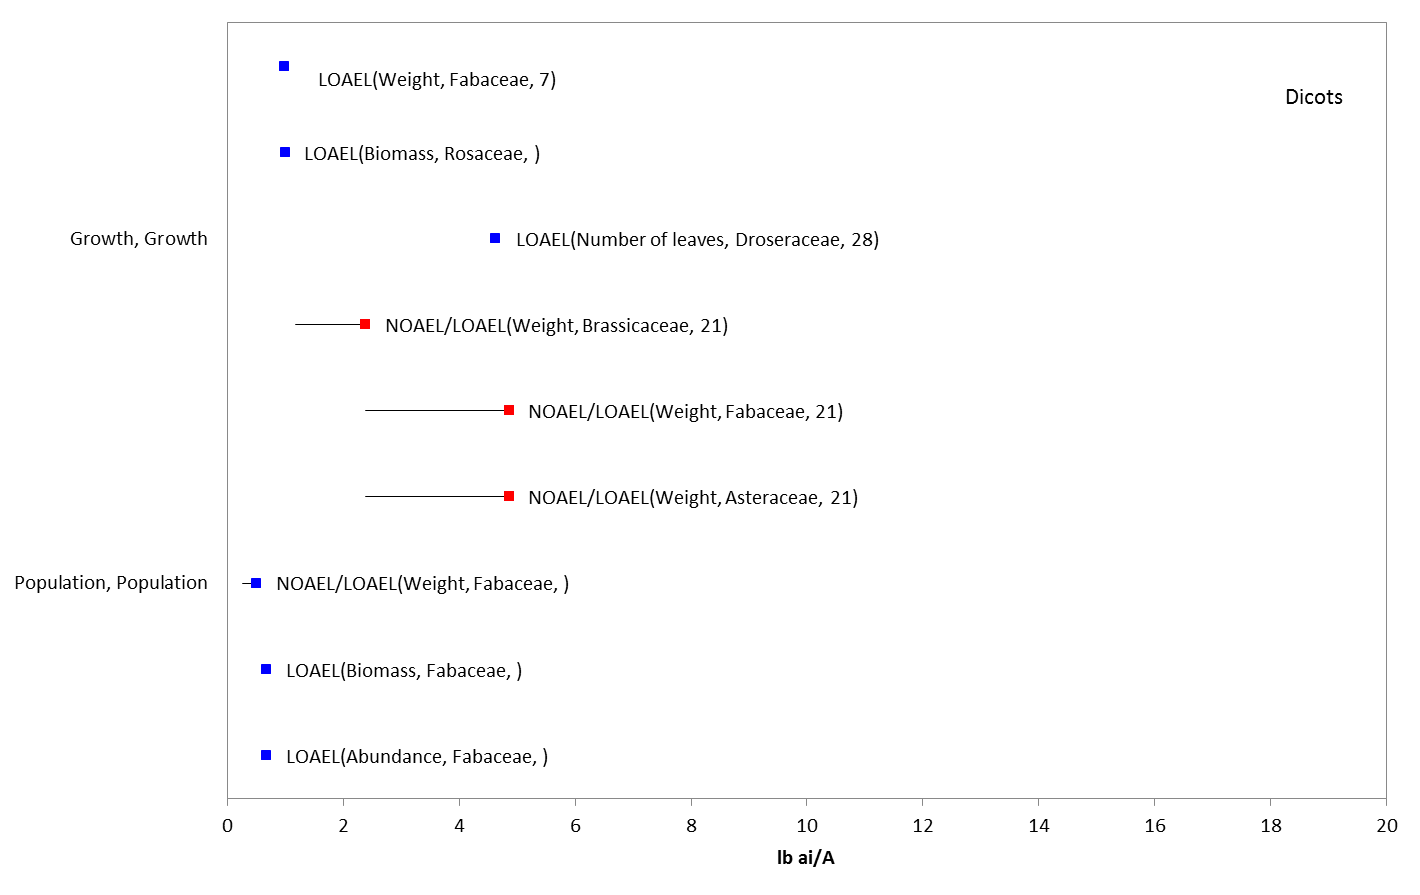 LOAEL(Weight, Fabaceae, 7)
Dicots
LOAEL(Biomass, Rosaceae, )
Growth, Growth
LOAEL(Number of leaves, Droseraceae, 28)
NOAEL/LOAEL(Weight, Brassicaceae, 21)
NOAEL/LOAEL(Weight, Fabaceae, 21)
NOAEL/LOAEL(Weight, Asteraceae, 21)
Population, Population
NOAEL/LOAEL(Weight, Fabaceae, )
LOAEL(Biomass, Fabaceae, )
LOAEL(Abundance, Fabaceae, )
0 2 4 6 8 10 12 14 16 18 20
lb ai/A